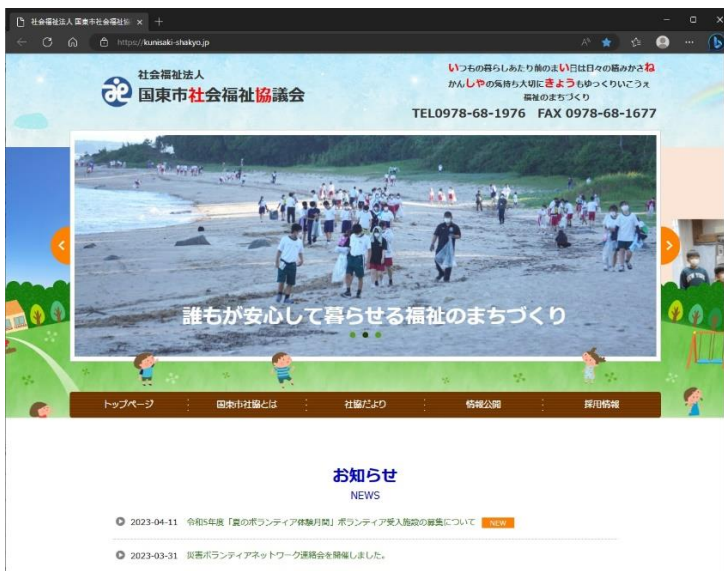 社会福祉法人 国東市社会福祉協
https://kunisaki-shakyo.jp
社会福祉法人
国東市社会福祉協議会
いつもの暮らしあたり前のまいい日は日々の積みかさね
かんしゃの気持ち大切にきょうもゆっくりいこうぇ
福祉のまちづくり
TEL0978-68-1976 FAX 0978-68-1677
誰もが安心して暮らせる福祉のまちづくり
トップページ
国東市社協とは
社協だより
情報公開
採用情報
お知らせ
NEWS
2023-04-11 令和5年度「夏のボランティア体験月間」ボランティア受入施設の募集について NEW
2023-03-31 災害ボランティアネットワーク連絡会を開催しました。